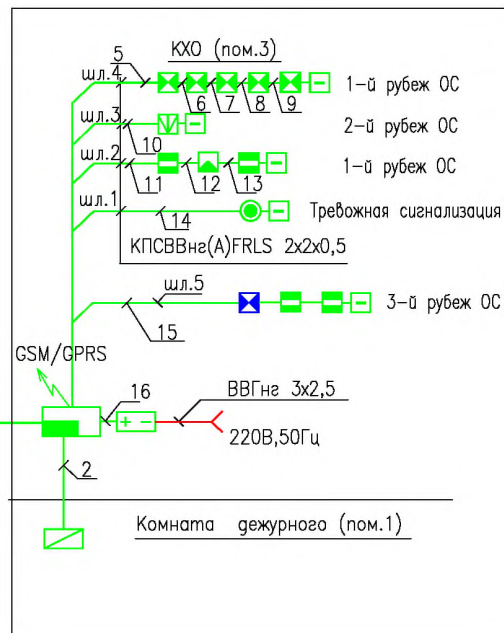 5
КХО (пом.3)
шл.4
6 7 8 9
1-й рубеж ОС
шл.3
10
2-й рубеж ОС
шл.2
11 12 13
1-й рубеж ОС
шл.1
14
Тревожная сигнализация
КПСВВнг(А)FRLS 2х2х0,5
шл.5
3-й рубеж ОС
15
GSM/GPRS
16
ВВГнг 3х2,5
+ -
220В,50Гц
2
Комната дежурного (пом.1)